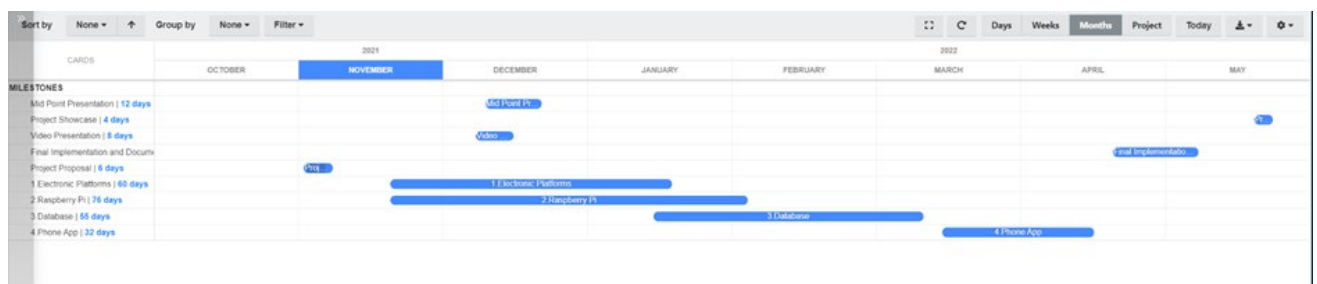 Sort by None Group by None Filter Days Weeks Months Project Today
CARDS
2021 2022
OCTOBER NOVEMBER DECEMBER JANUARY FEBRUARY MARCH APRIL MAY
MILESTONES
Mid Point Presentation | 12 days Mid Point Pr...
Project Showcase | 4 days
Video Presentation | 8 days Video
Final Implementation and Docume Final Implementatio...
Project Proposal | 6 days Proj...
1.Electronic Platforms | 60 days 1.Electronic Platforms
2.Raspberry Pi | 76 days 2.Raspberry Pi
3.Database | 55 days 3.Database
4.Phone App | 32 days 4.Phone App